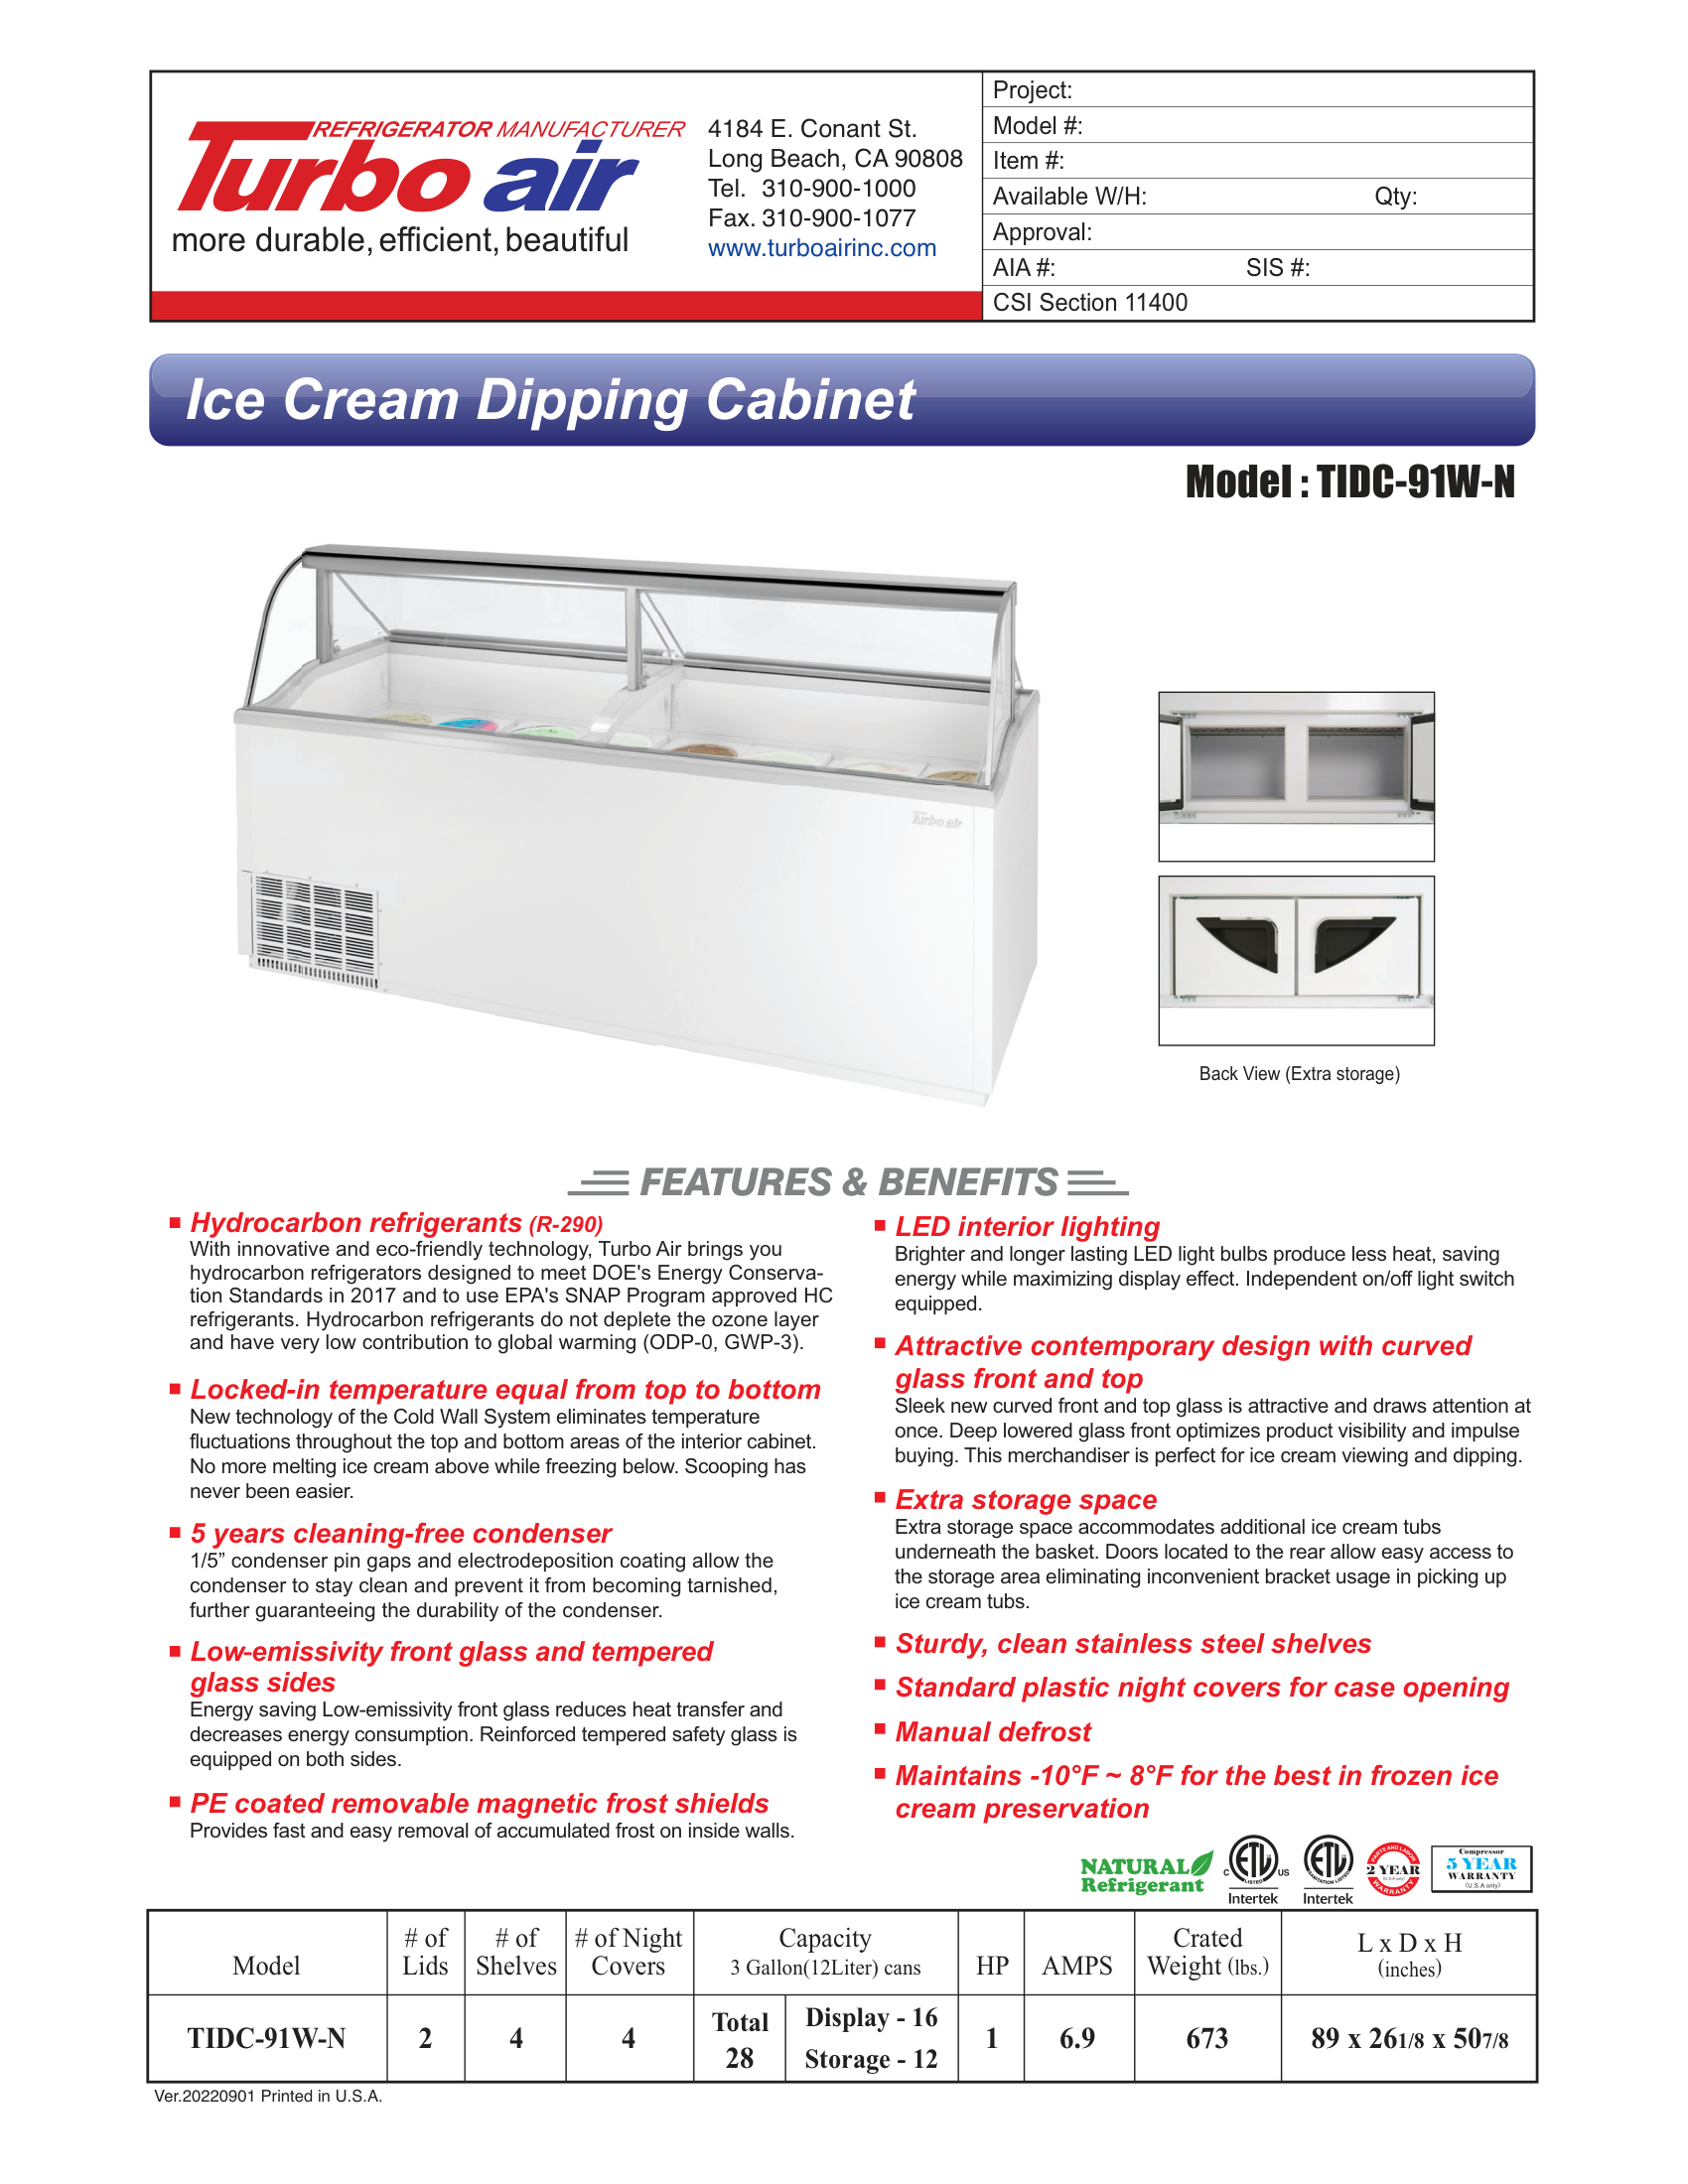 REFRIGERATOR MANUFACTURER
Turbo air
more durable, efficient, beautiful
4184 E. Conant St.
Long Beach, CA 90808
Tel. 310-900-1000
Fax. 310-900-1077
www.turboairinc.com
Project:
Model #:
Item #:
Available W/H: Qty:
Approval:
AIA #: SIS #:
CSI Section 11400
Ice Cream Dipping Cabinet
Model : TIDC-91W-N
Turbo air
Back View (Extra storage)
FEATURES & BENEFITS
Hydrocarbon refrigerants (R-290)
With innovative and eco-friendly technology, Turbo Air brings you
hydrocarbon refrigerators designed to meet DOE's Energy Conserva-
tion Standards in 2017 and to use EPA's SNAP Program approved HC
refrigerants. Hydrocarbon refrigerants do not deplete the ozone layer
and have very low contribution to global warming (ODP-0, GWP-3).
Locked-in temperature equal from top to bottom
New technology of the Cold Wall System eliminates temperature
fluctuations throughout the top and bottom areas of the interior cabinet.
No more melting ice cream above while freezing below. Scooping has
never been easier.
5 years cleaning-free condenser
1/5” condenser pin gaps and electrodeposition coating allow the
condenser to stay clean and prevent it from becoming tarnished,
further guaranteeing the durability of the condenser.
Low-emissivity front glass and tempered
glass sides
Energy saving Low-emissivity front glass reduces heat transfer and
decreases energy consumption. Reinforced tempered safety glass is
equipped on both sides.
PE coated removable magnetic frost shields
Provides fast and easy removal of accumulated frost on inside walls.
LED interior lighting
Brighter and longer lasting LED light bulbs produce less heat, saving
energy while maximizing display effect. Independent on/off light switch
equipped.
Attractive contemporary design with curved
glass front and top
Sleek new curved front and top glass is attractive and draws attention at
once. Deep lowered glass front optimizes product visibility and impulse
buying. This merchandiser is perfect for ice cream viewing and dipping.
Extra storage space
Extra storage space accommodates additional ice cream tubs
underneath the basket. Doors located to the rear allow easy access to
the storage area eliminating inconvenient bracket usage in picking up
ice cream tubs.
Sturdy, clean stainless steel shelves
Standard plastic night covers for case opening
Manual defrost
Maintains -10°F ~ 8°F for the best in frozen ice
cream preservation
NATURAL
Refrigerant
C ETL US
LISTED
Intertek
ETL
SANITATION LISTED
Intertek
PARTS AND LABOR
2 YEAR
(U.S.A only)
WARRANTY
Compressor
5 YEAR
WARRANTY
(U.S.A only)
Model # of Lids # of Shelves # of Night Covers Capacity 3 Gallon(12Liter) cans HP AMPS Crated Weight (lbs.) L x D x H (inches)
TIDC-91W-N 2 4 4 Total 28 Display - 16 Storage - 12 1 6.9 673 89 x 261/8 x 507/8
Ver.20220901 Printed in U.S.A.